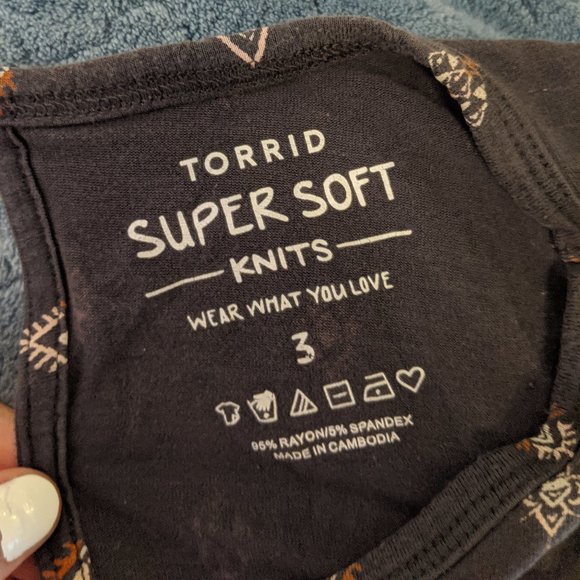 TORRID
SUPER SOFT
KNITS
WEAR WHAT YOU LOVE
3
95% RAYON/5% SPANDEX
MADE IN CAMBODIA